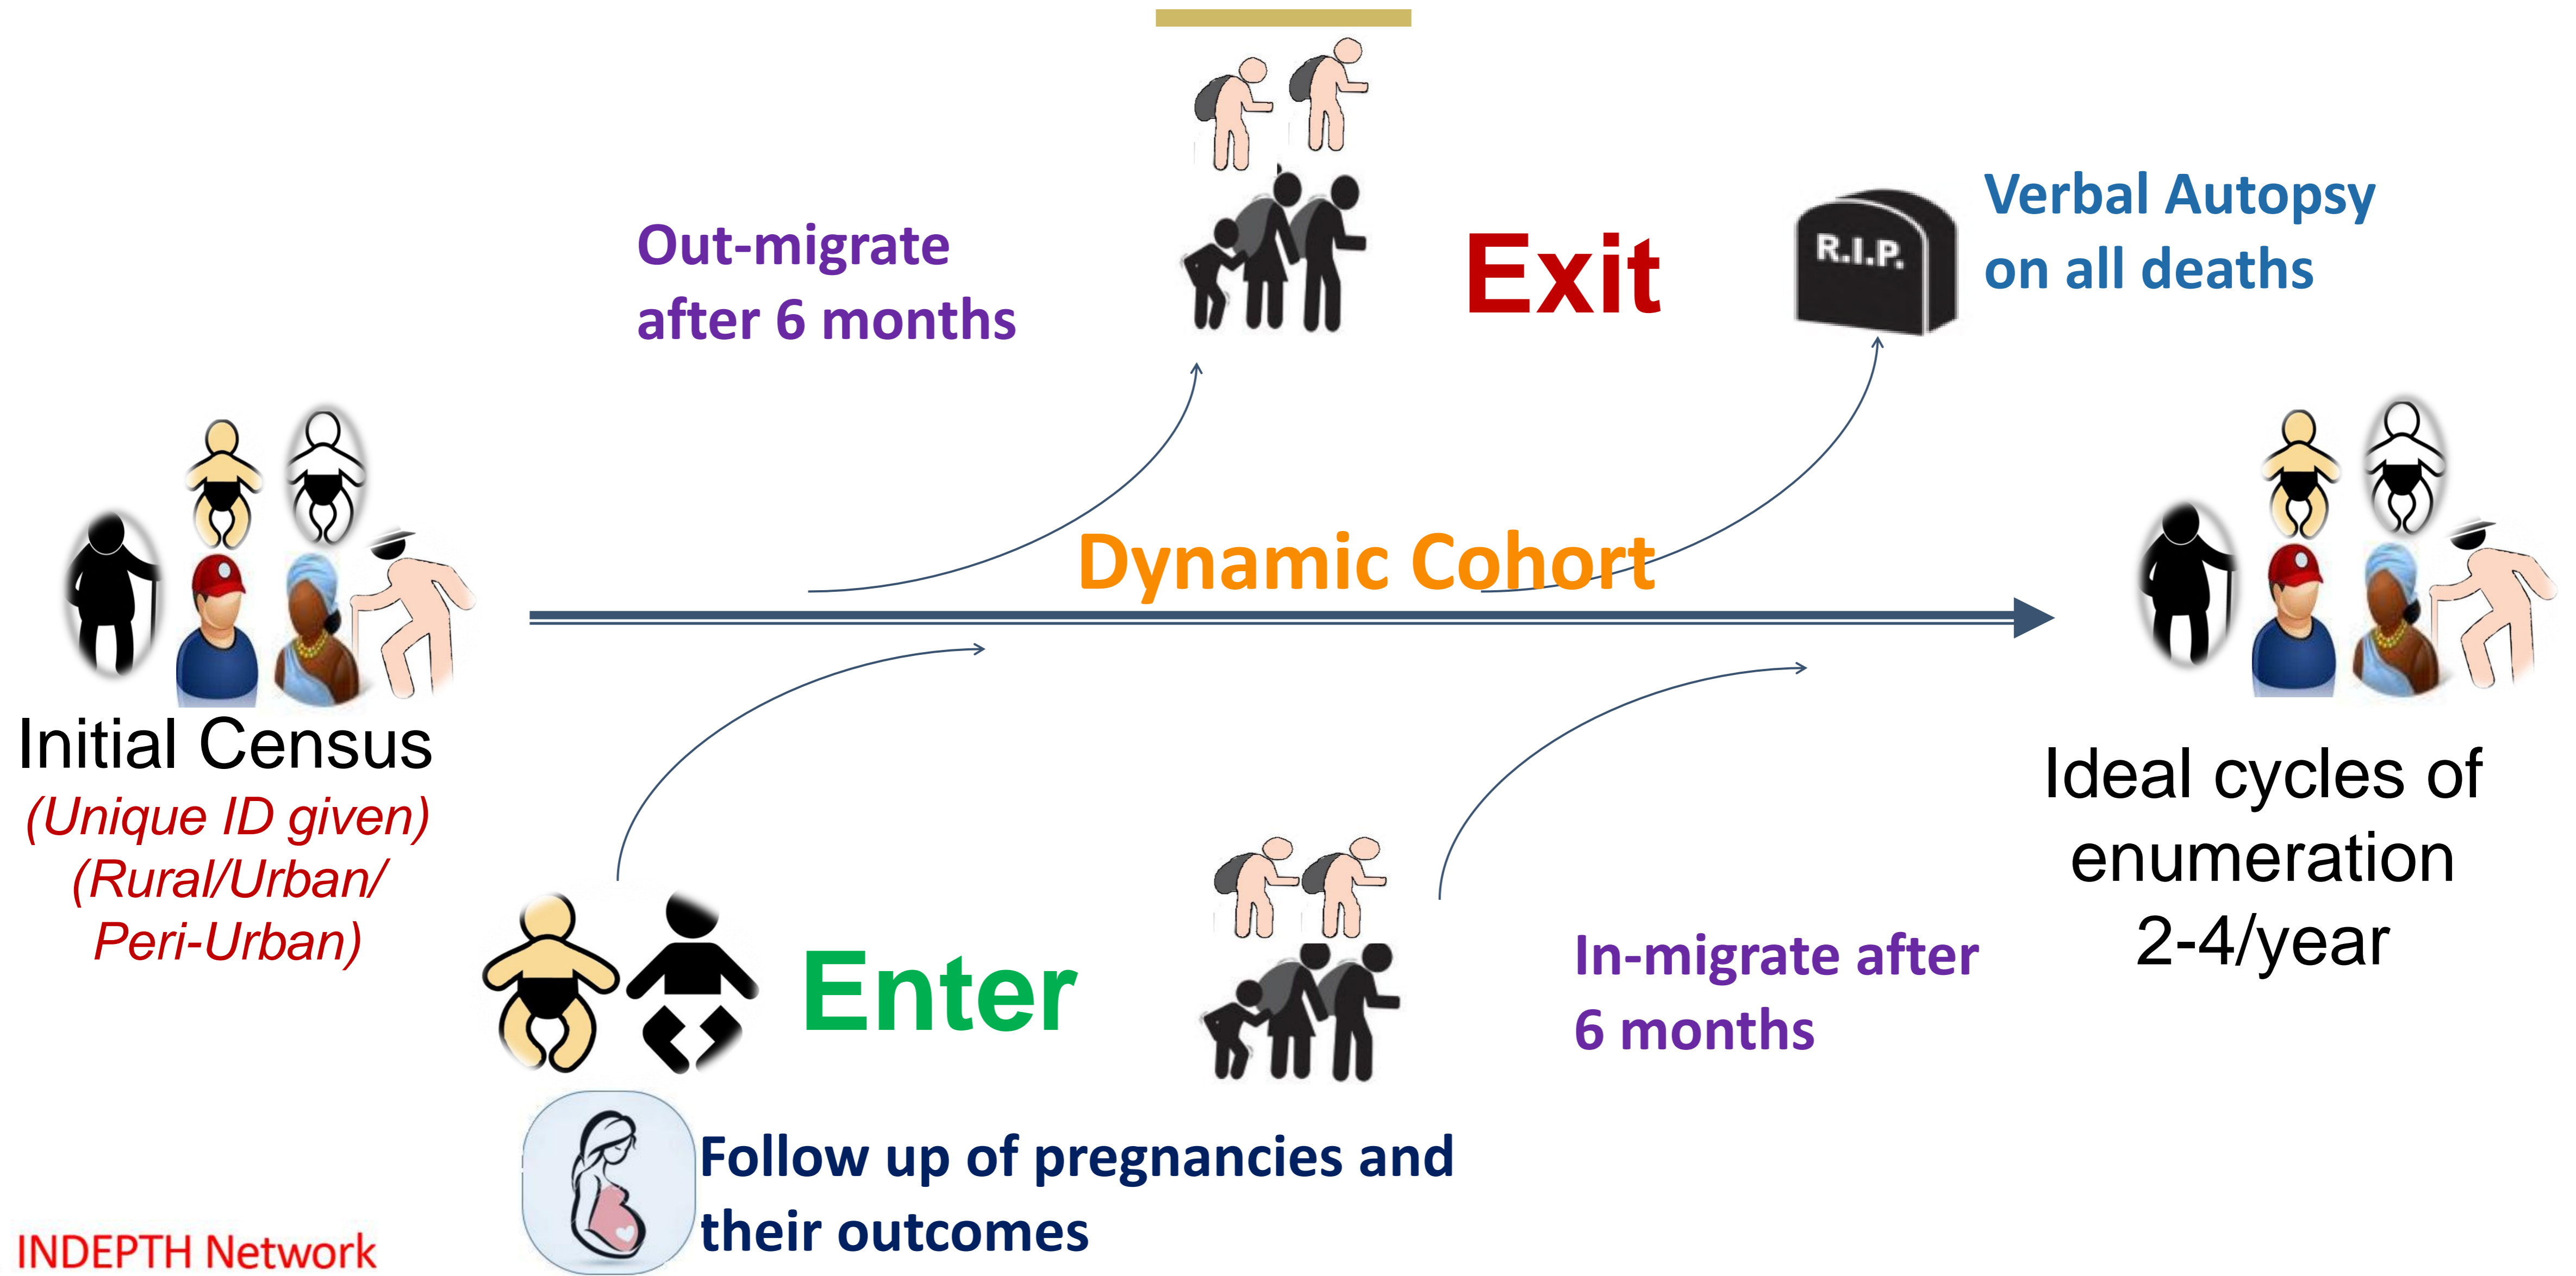 Out-migrate
after 6 months
Exit
R.I.P.
Verbal Autopsy
on all deaths
Dynamic Cohort
Initial Census
(Unique ID given)
(Rural/Urban/
Peri-Urban)
Enter
In-migrate after
6 months
Ideal cycles of
enumeration
2-4/year
Follow up of pregnancies and
their outcomes
INDEPTH Network